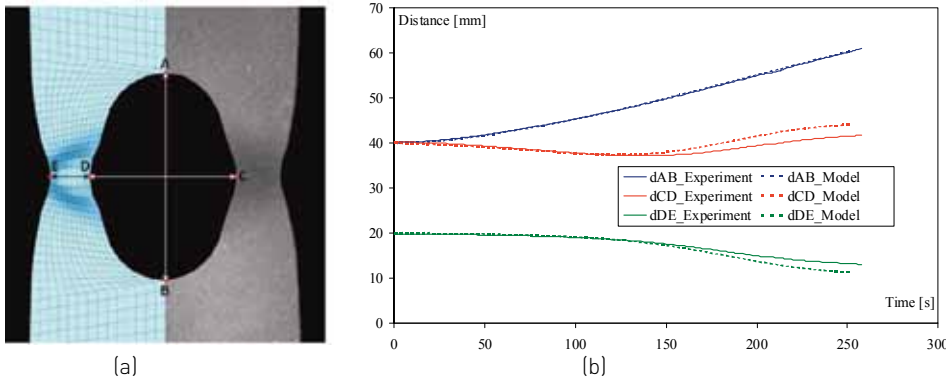 A
E
D
C
B
(a)
Distance [mm]
70
60
50
40
30
20
10
0
0
50
100
150
200
250
300
Time [s]
dAB_Experiment
dAB_Model
dCD_Experiment
dCD_Model
dDE_Experiment
dDE_Model
(b)